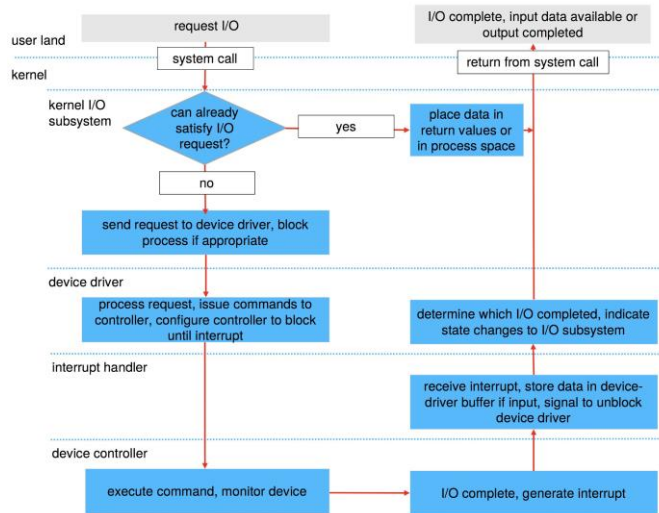 request I/O
I/O complete, input data available or
output completed
user land
system call
return from system call
kernel
kernel I/O
subsystem
can already
satisfy I/O
request?
yes
place data in
return values or
in process space
no
send request to device driver, block
process if appropriate
device driver
process request, issue commands to
controller, configure controller to block
until interrupt
determine which I/O completed, indicate
state changes to I/O subsystem
interrupt handler
receive interrupt, store data in device-
driver buffer if input, signal to unblock
device driver
device controller
execute command, monitor device
I/O complete, generate interrupt